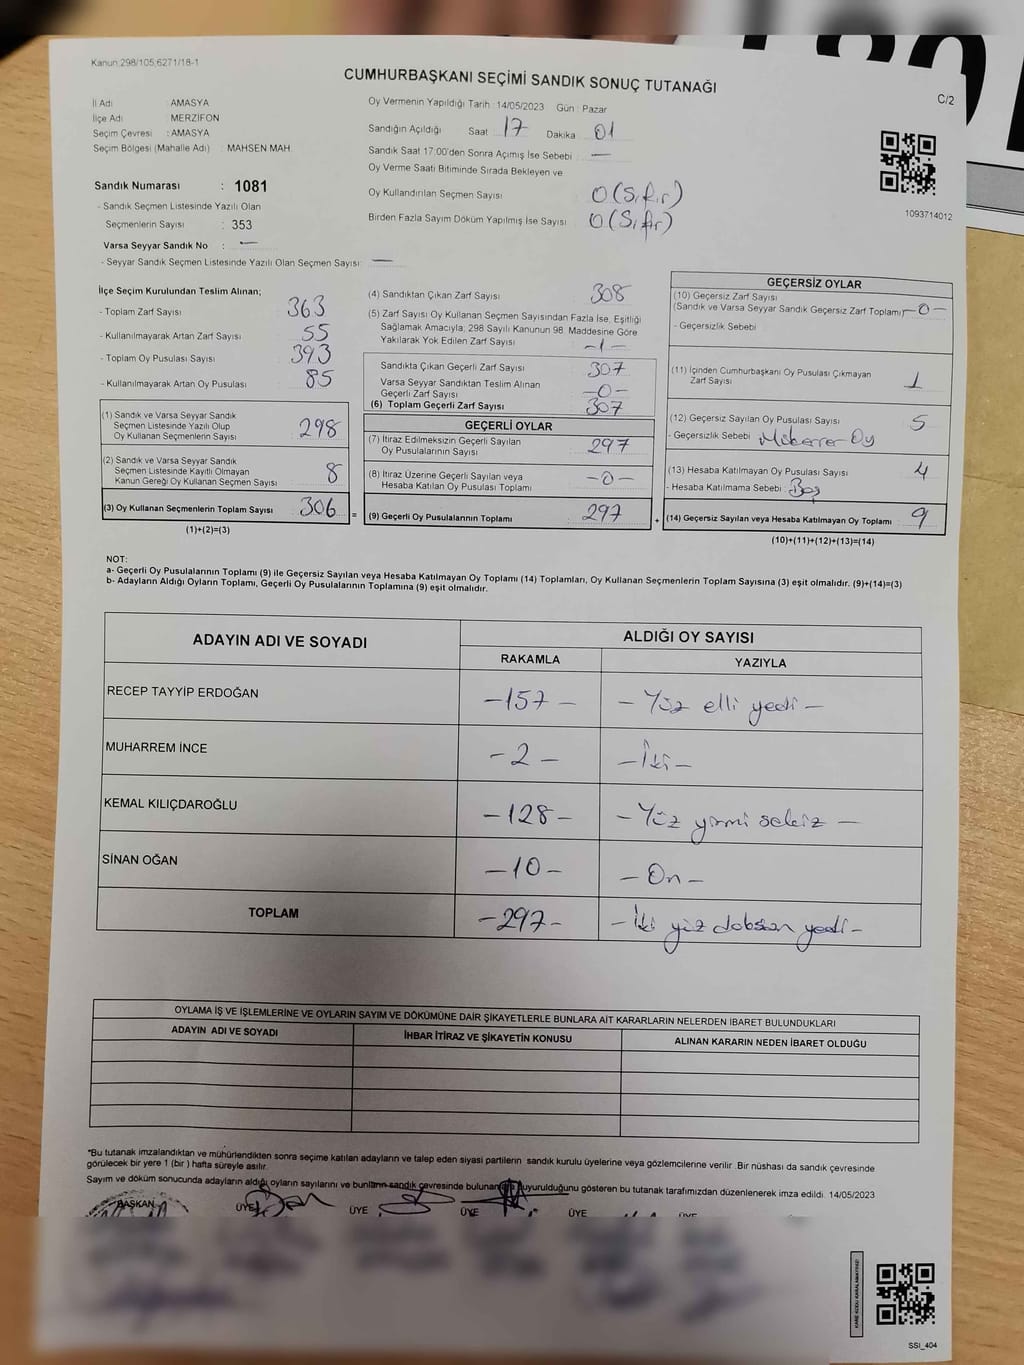 Kanun:298/105;6271/18-1
CUMHURBAŞKANI SEÇİMİ SANDIK SONUÇ TUTANAĞI
C/2
İl Adı : AMASYA
İlçe Adı : MERZİFON
Seçim Çevresi : AMASYA
Seçim Bölgesi (Mahalle Adı) : MAHSEN MAH.
Oy Vermenin Yapıldığı Tarih : 14/05/2023 Gün : Pazar
Sandığın Açıldığı Saat : 17 Dakika : 01
Sandık Saat 17:00'den Sonra Açımış İse Sebebi : —
Oy Verme Saati Bitiminde Sırada Bekleyen ve
Oy Kullandırılan Seçmen Sayısı : 0 (Sıfır)
Birden Fazla Sayım Döküm Yapılmış İse Sayısı : 0 (Sıfır)
1093714012
Sandık Numarası : 1081
- Sandık Seçmen Listesinde Yazılı Olan
Seçmenlerin Sayısı : 353
Varsa Seyyar Sandık No : —
- Seyyar Sandık Seçmen Listesinde Yazılı Olan Seçmen Sayısı: —
İlçe Seçim Kurulundan Teslim Alınan;
- Toplam Zarf Sayısı : 363
- Kullanılmayarak Artan Zarf Sayısı : 55
- Toplam Oy Pusulası Sayısı : 393
- Kullanılmayarak Artan Oy Pusulası : 85
(1) Sandık ve Varsa Seyyar Sandık
Seçmen Listesinde Yazılı Olup
Oy Kullanan Seçmenlerin Sayısı : 298
(2) Sandık ve Varsa Seyyar Sandık
Seçmen Listesinde Kayıtlı Olmayan
Kanun Gereği Oy Kullanan Seçmen Sayısı : 8
(3) Oy Kullanan Seçmenlerin Toplam Sayısı : 306 =
(1)+(2)=(3)
(4) Sandıktan Çıkan Zarf Sayısı : 308
(5) Zarf Sayısı Oy Kullanan Seçmen Sayısından Fazla İse, Eşitliği
Sağlamak Amacıyla; 298 Sayılı Kanunun 98. Maddesine Göre
Yakılarak Yok Edilen Zarf Sayısı : -1-
Sandıkta Çıkan Geçerli Zarf Sayısı : 307
Varsa Seyyar Sandıktan Teslim Alınan
Geçerli Zarf Sayısı : -0-
(6) Toplam Geçerli Zarf Sayısı : 307
GEÇERLİ OYLAR
(7) İtiraz Edilmeksizin Geçerli Sayılan
Oy Pusulalarının Sayısı : 297
(8) İtiraz Üzerine Geçerli Sayılan veya
Hesaba Katılan Oy Pusulası Toplamı : -0-
(9) Geçerli Oy Pusulalarının Toplamı : 297 +
GEÇERSİZ OYLAR
(10) Geçersiz Zarf Sayısı
(Sandık ve Varsa Seyyar Sandık Geçersiz Zarf Toplamı) -0-
- Geçersizlik Sebebi
(11) İçinden Cumhurbaşkanı Oy Pusulası Çıkmayan
Zarf Sayısı : 1
(12) Geçersiz Sayılan Oy Pusulası Sayısı : 5
- Geçersizlik Sebebi : Mükerrer Oy
(13) Hesaba Katılmayan Oy Pusulası Sayısı : 4
- Hesaba Katılmama Sebebi : Boş
(14) Geçersiz Sayılan veya Hesaba Katılmayan Oy Toplamı : 9
(10)+(11)+(12)+(13)=(14)
NOT:
a- Geçerli Oy Pusulalarının Toplamı (9) ile Geçersiz Sayılan veya Hesaba Katılmayan Oy Toplamı (14) Toplamları, Oy Kullanan Seçmenlerin Toplam Sayısına (3) eşit olmalıdır. (9)+(14)=(3)
b- Adayların Aldığı Oyların Toplamı, Geçerli Oy Pusulalarının Toplamına (9) eşit olmalıdır.
ADAYIN ADI VE SOYADI
ALDIĞI OY SAYISI
RAKAMLA YAZIYLA
RECEP TAYYİP ERDOĞAN -157- -Yüz elli yedi-
MUHARREM İNCE -2- -İki-
KEMAL KILIÇDAROĞLU -128- -Yüz yirmi sekiz-
SİNAN OĞAN -10- -On-
TOPLAM -297- -İki yüz doksan yedi-
OYLAMA İŞ VE İŞLEMLERİNE VE OYLARIN SAYIM VE DÖKÜMÜNE DAİR ŞİKAYETLERLE BUNLARA AİT KARARLARIN NELERDEN İBARET BULUNDUKLARI
ADAYIN ADI VE SOYADI İHBAR İTİRAZ VE ŞİKAYETİN KONUSU ALINAN KARARIN NEDEN İBARET OLDUĞU
*Bu tutanak imzalandıktan ve mühürlendikten sonra seçime katılan adayların ve talep eden siyasi partilerin sandık kurulu üyelerine veya gözlemcilerine verilir. Bir nüshası da sandık çevresinde
görülecek bir yere 1 (bir) hafta süreyle asılır.
Sayım ve döküm sonucunda adayların aldığı oyların sayılarını ve bunların sandık çevresinde bulunan duyurulduğunu gösteren bu tutanak tarafımızdan düzenlenerek imza edildi. 14/05/2023
BAŞKAN ÜYE ÜYE ÜYE ÜYE ÜYE
KARE KODU KARALAMAYINIZ!
SSİ_404